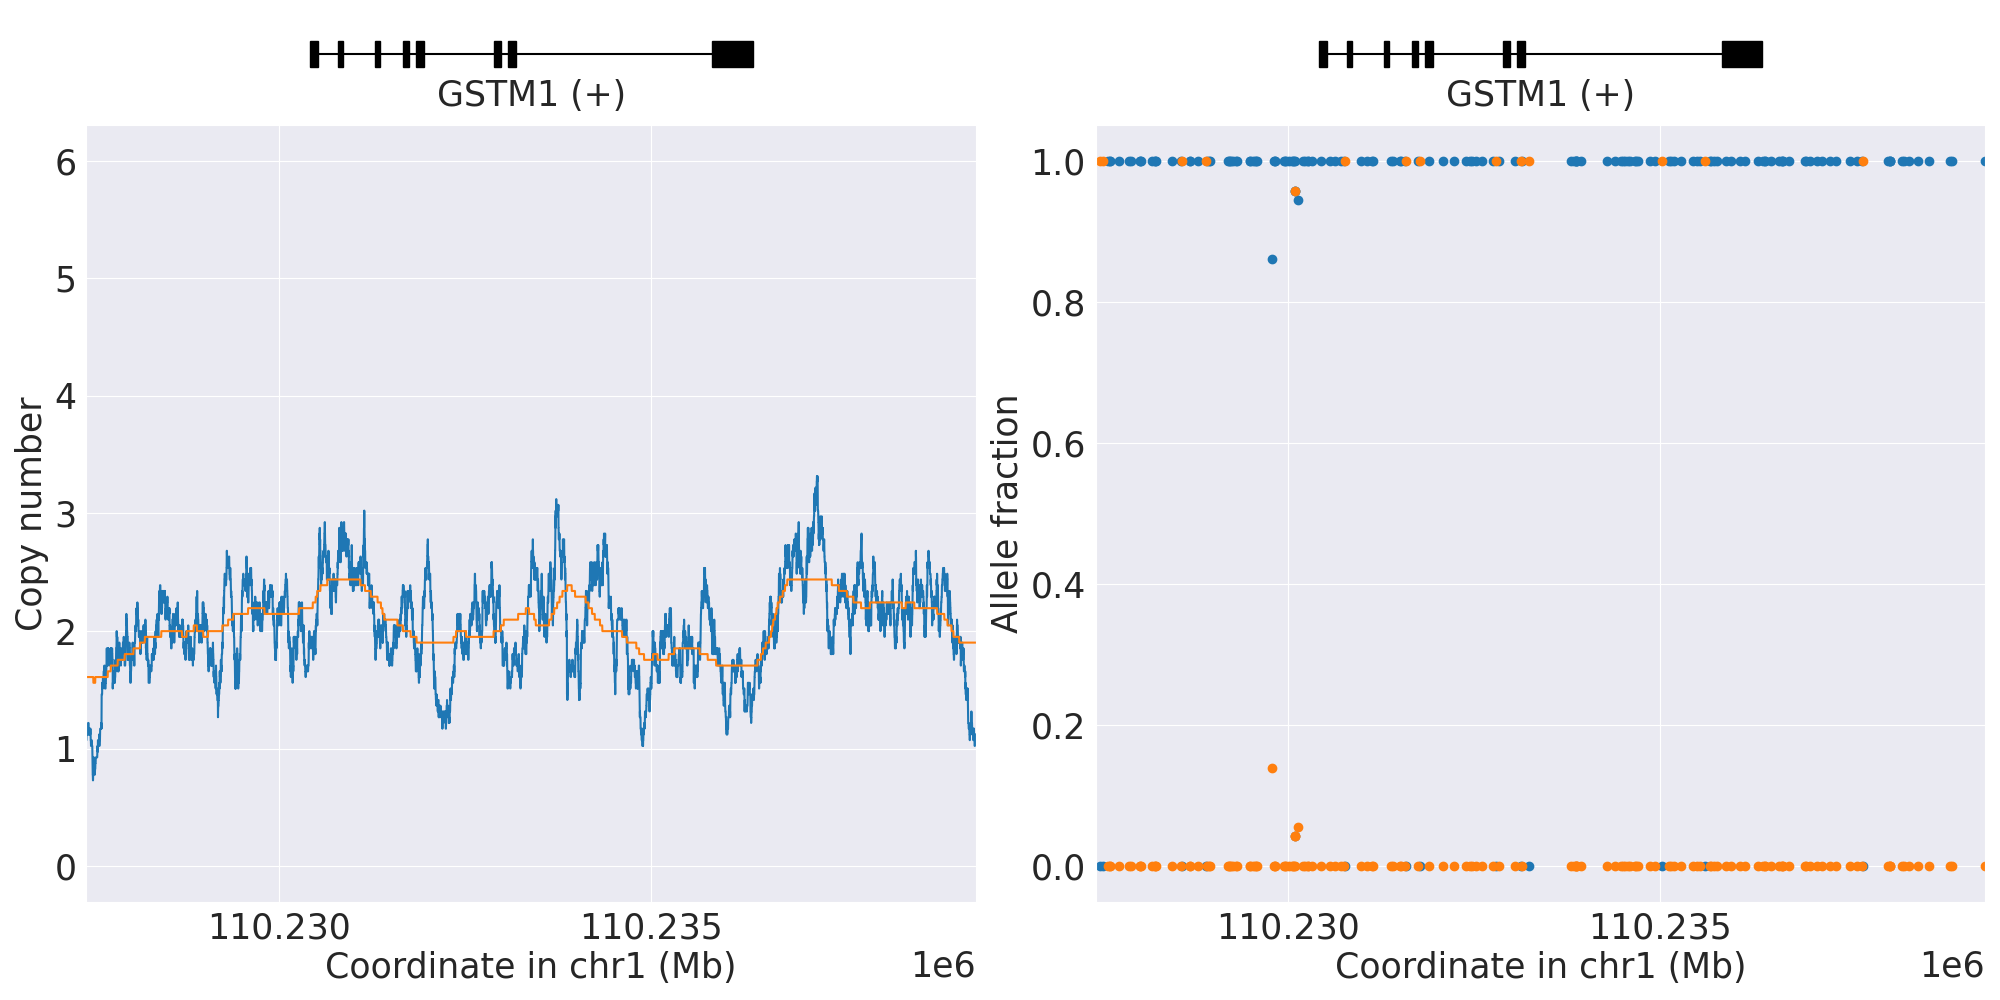 GSTM1 (+)
6
5
4
3
2
1
0
Copy number
110.230
110.235
Coordinate in chr1 (Mb)
1e6
GSTM1 (+)
1.0
0.8
0.6
0.4
0.2
0.0
Allele fraction
110.230
110.235
Coordinate in chr1 (Mb)
1e6